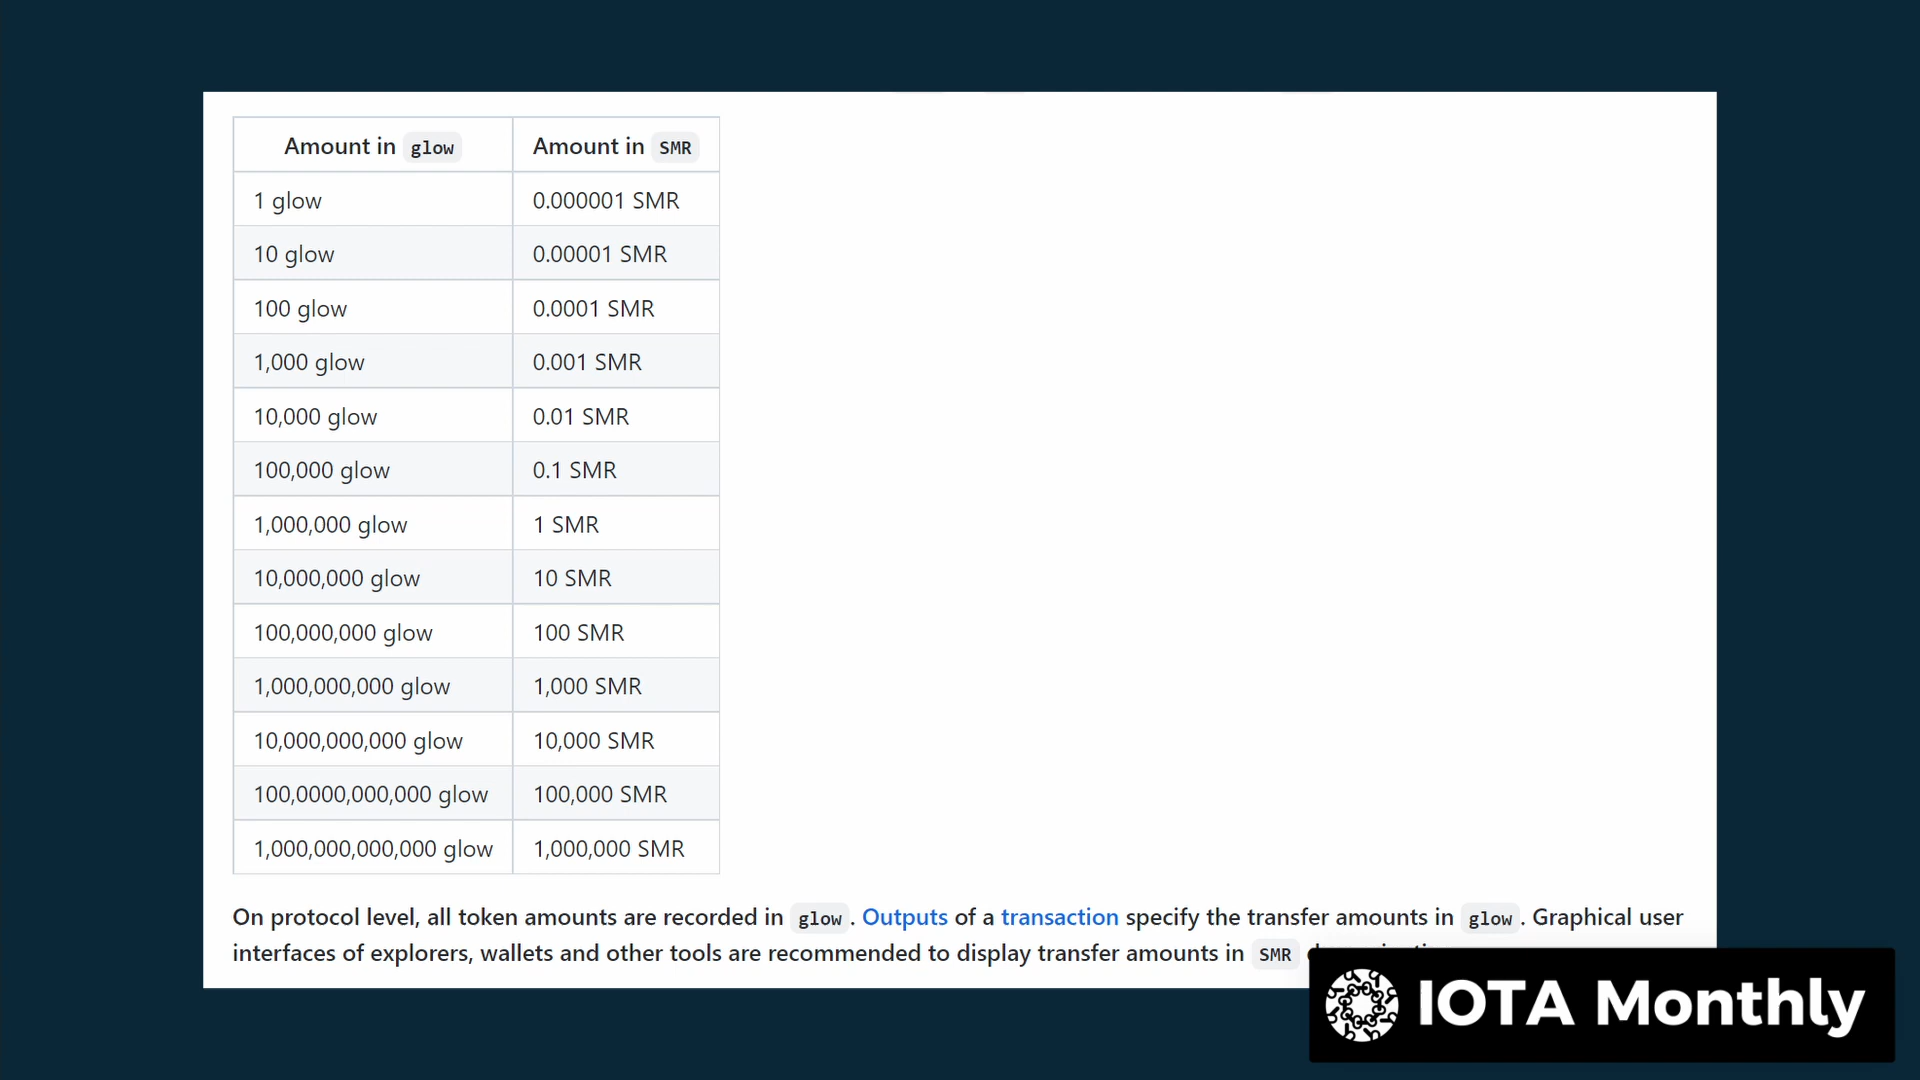 Amount in glow Amount in SMR
1 glow 0.000001 SMR
10 glow 0.00001 SMR
100 glow 0.0001 SMR
1,000 glow 0.001 SMR
10,000 glow 0.01 SMR
100,000 glow 0.1 SMR
1,000,000 glow 1 SMR
10,000,000 glow 10 SMR
100,000,000 glow 100 SMR
1,000,000,000 glow 1,000 SMR
10,000,000,000 glow 10,000 SMR
100,0000,000,000 glow 100,000 SMR
1,000,000,000,000 glow 1,000,000 SMR
On protocol level, all token amounts are recorded in glow. Outputs of a transaction specify the transfer amounts in glow. Graphical user
interfaces of explorers, wallets and other tools are recommended to display transfer amounts in SMR
IOTA Monthly